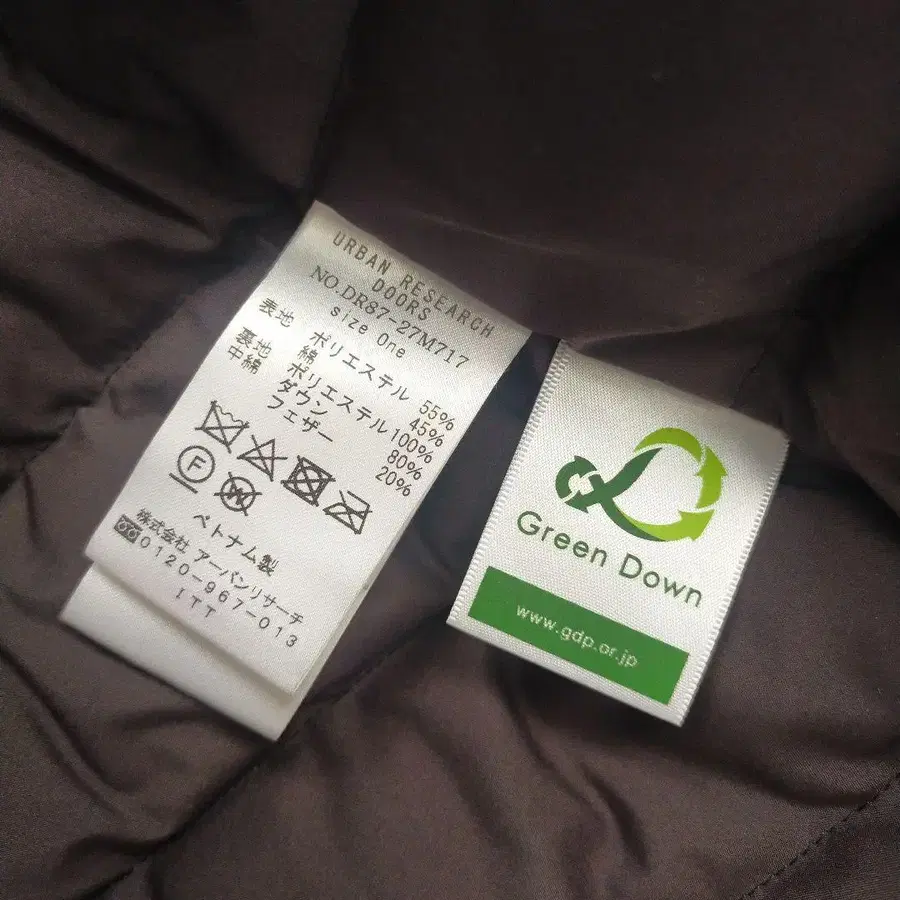 URBAN RESEARCH
DOORS
NO.DR87-27M717
size One
表地 ポリエステル 55%
綿 45%
裏地 ポリエステル 100%
中綿 ダウン 80%
フェザー 20%
F
W
ベトナム製
株式会社 アーバンリサーチ
0120-967-013
ITT
Green Down
www.gdp.or.jp